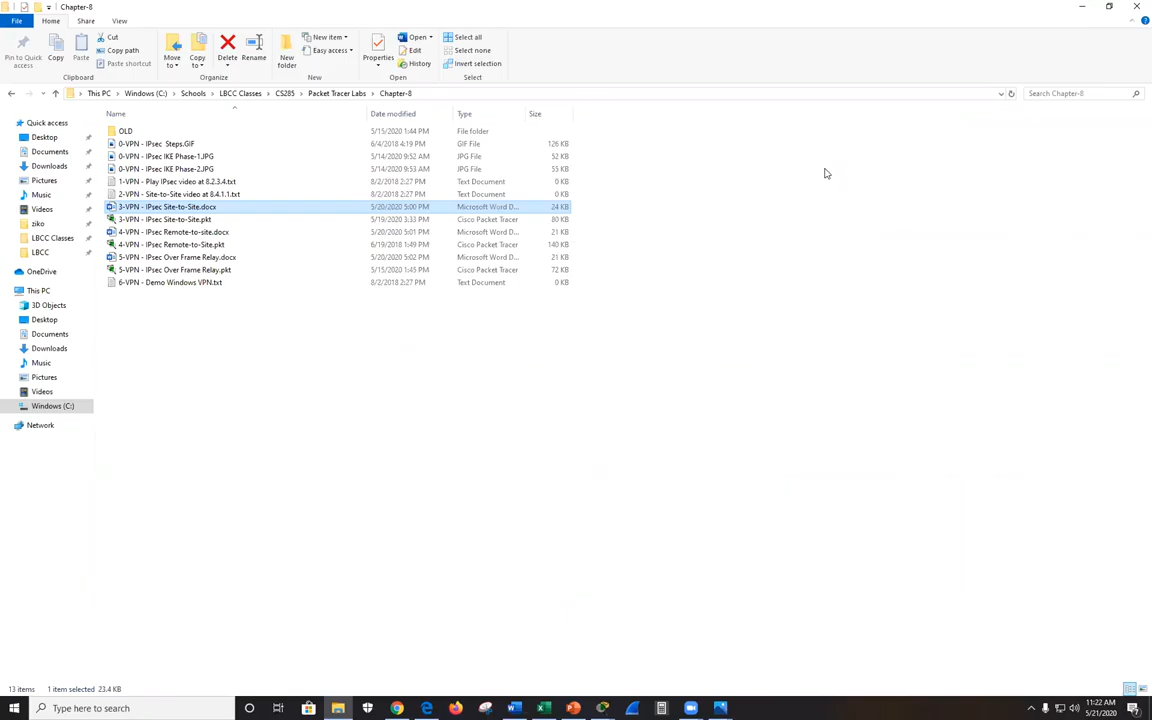 Chapter-8
File Home Share View
Pin to Quick access
Copy
Paste
Cut
Copy path
Paste shortcut
Move to
Copy to
Delete
Rename
New folder
New item
Easy access
Properties
Open
Edit
History
Select all
Select none
Invert selection
Clipboard Organize New Open Select
This PC Windows (C:) Schools LBCC Classes CS285 Packet Tracer Labs Chapter-8
Search Chapter-8
Name Date modified Type Size
OLD 5/15/2020 1:44 PM File folder
0-VPN - IPsec Steps.GIF 6/4/2018 4:19 PM GIF File 126 KB
0-VPN - IPsec IKE Phase-1.JPG 5/14/2020 9:52 AM JPG File 52 KB
0-VPN - IPsec IKE Phase-2.JPG 5/14/2020 9:53 AM JPG File 55 KB
1-VPN - Play IPsec video at 8.2.3.4.txt 8/2/2018 2:27 PM Text Document 0 KB
2-VPN - Site-to-Site video at 8.4.1.1.txt 8/2/2018 2:27 PM Text Document 0 KB
3-VPN - IPsec Site-to-Site.docx 5/20/2020 5:00 PM Microsoft Word D... 24 KB
3-VPN - IPsec Site-to-Site.pkt 5/19/2020 3:33 PM Cisco Packet Tracer 80 KB
4-VPN - IPsec Remote-to-site.docx 5/20/2020 5:01 PM Microsoft Word D... 21 KB
4-VPN - IPsec Remote-to-Site.pkt 6/19/2018 1:49 PM Cisco Packet Tracer 140 KB
5-VPN - IPsec Over Frame Relay.docx 5/20/2020 5:02 PM Microsoft Word D... 21 KB
5-VPN - IPsec Over Frame Relay.pkt 5/15/2020 1:45 PM Cisco Packet Tracer 72 KB
6-VPN - Demo Windows VPN.txt 8/2/2018 2:27 PM Text Document 0 KB
Quick access
Desktop
Documents
Downloads
Pictures
Music
Videos
ziko
LBCC Classes
LBCC
OneDrive
This PC
3D Objects
Desktop
Documents
Downloads
Music
Pictures
Videos
Windows (C:)
Network
13 items 1 item selected 23.4 KB
Type here to search
11:22 AM
5/21/2020